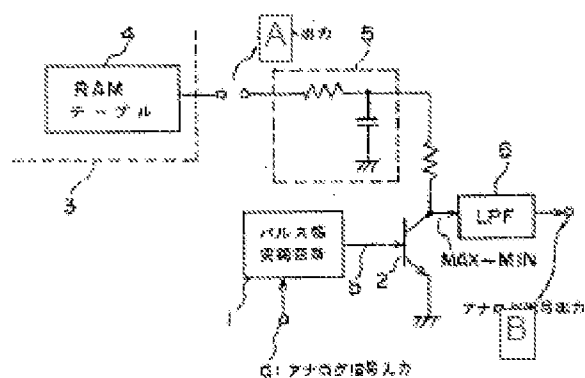 4
A 出力
5
RAM
テーブル
3
6
パルス幅
変調回路
LPF
MAX~MIN
1
2
アナログ信号出力
B
G1 アナログ信号入力